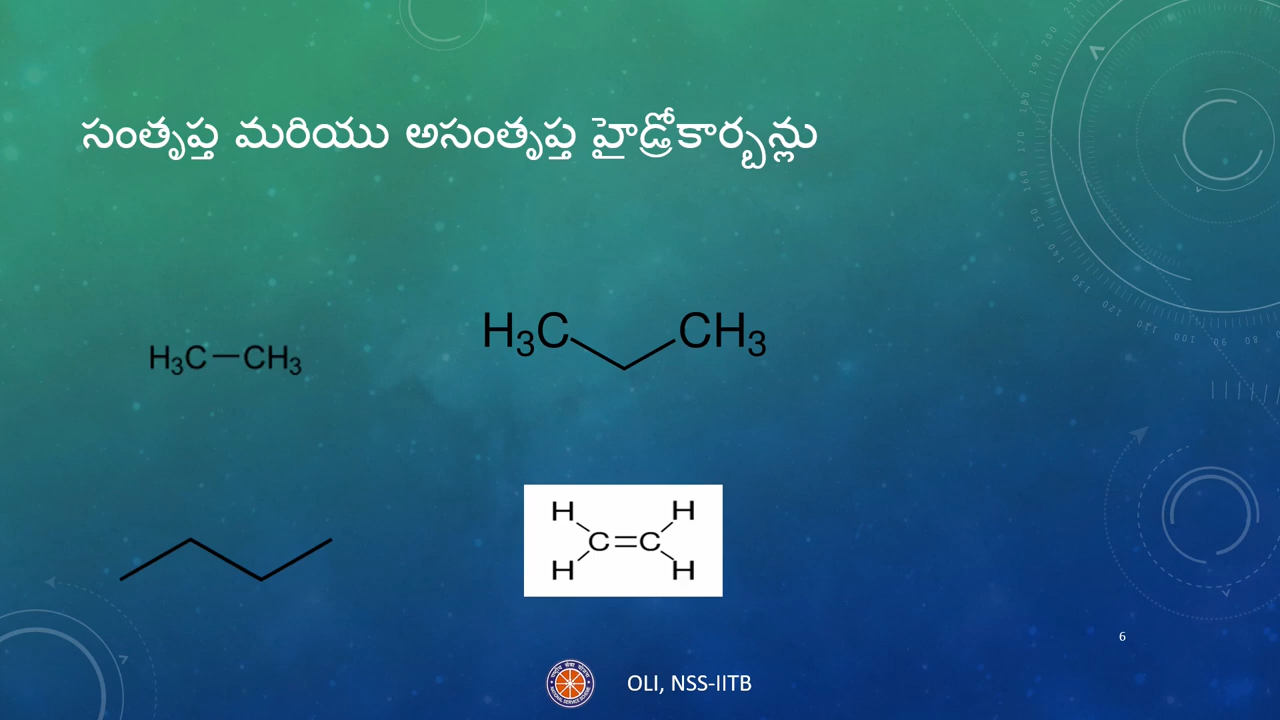 సంతృప్త మరియు అసంతృప్త హైడ్రోకార్బన్లు
H₃C CH₃
H₃C—CH₃
H H
C=C
H H
6
OLI, NSS-IITB